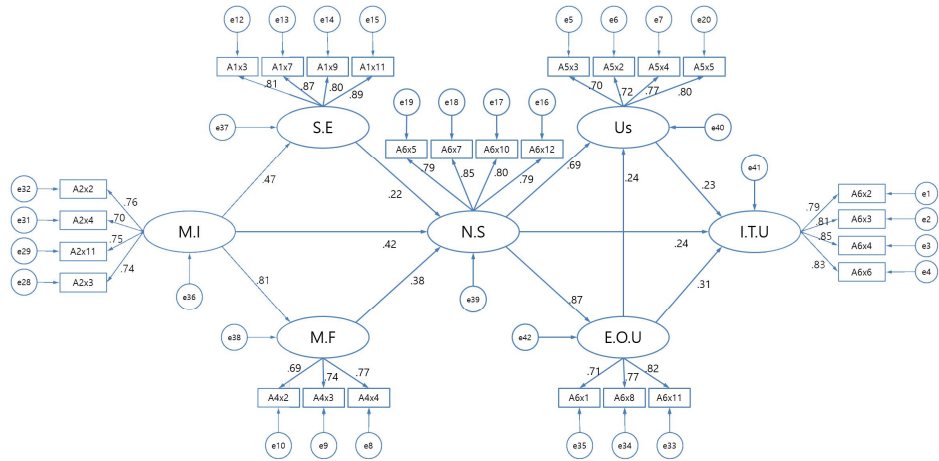 e12 e13 e14 e15
A1x3 A1x7 A1x9 A1x11
.81 .87 .80 .89
e5 e6 e7 e20
A5x3 A5x2 A5x4 A5x5
.70 .72 .77 .80
e37
S.E
e19 e18 e17 e16
A6x5 A6x7 A6x10 A6x12
.79 .85 .80 .79
Us
e40
.47
.22
.69
.24
.23
e41
e32 A2x2 .76
e31 A2x4 .70
e29 A2x11 .75
e28 A2x3 .74
M.I
e36
.42
N.S
e39
.24
I.T.U
.79 A6x2 e1
.81 A6x3 e2
.85 A6x4 e3
.83 A6x6 e4
.81
.38
.87
.31
e38
M.F
e42
E.O.U
.69 .74 .77
A4x2 A4x3 A4x4
e10 e9 e8
.71 .77 .82
A6x1 A6x8 A6x11
e35 e34 e33